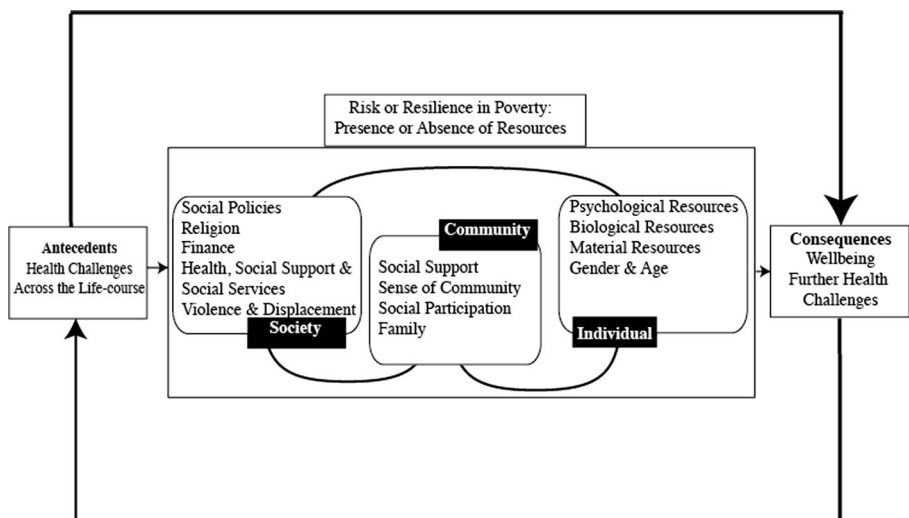 Risk or Resilience in Poverty:
Presence or Absence of Resources
Antecedents
Health Challenges
Across the Life-course
Social Policies
Religion
Finance
Health, Social Support &
Social Services
Violence & Displacement
Society
Community
Social Support
Sense of Community
Social Participation
Family
Psychological Resources
Biological Resources
Material Resources
Gender & Age
Individual
Consequences
Wellbeing
Further Health
Challenges